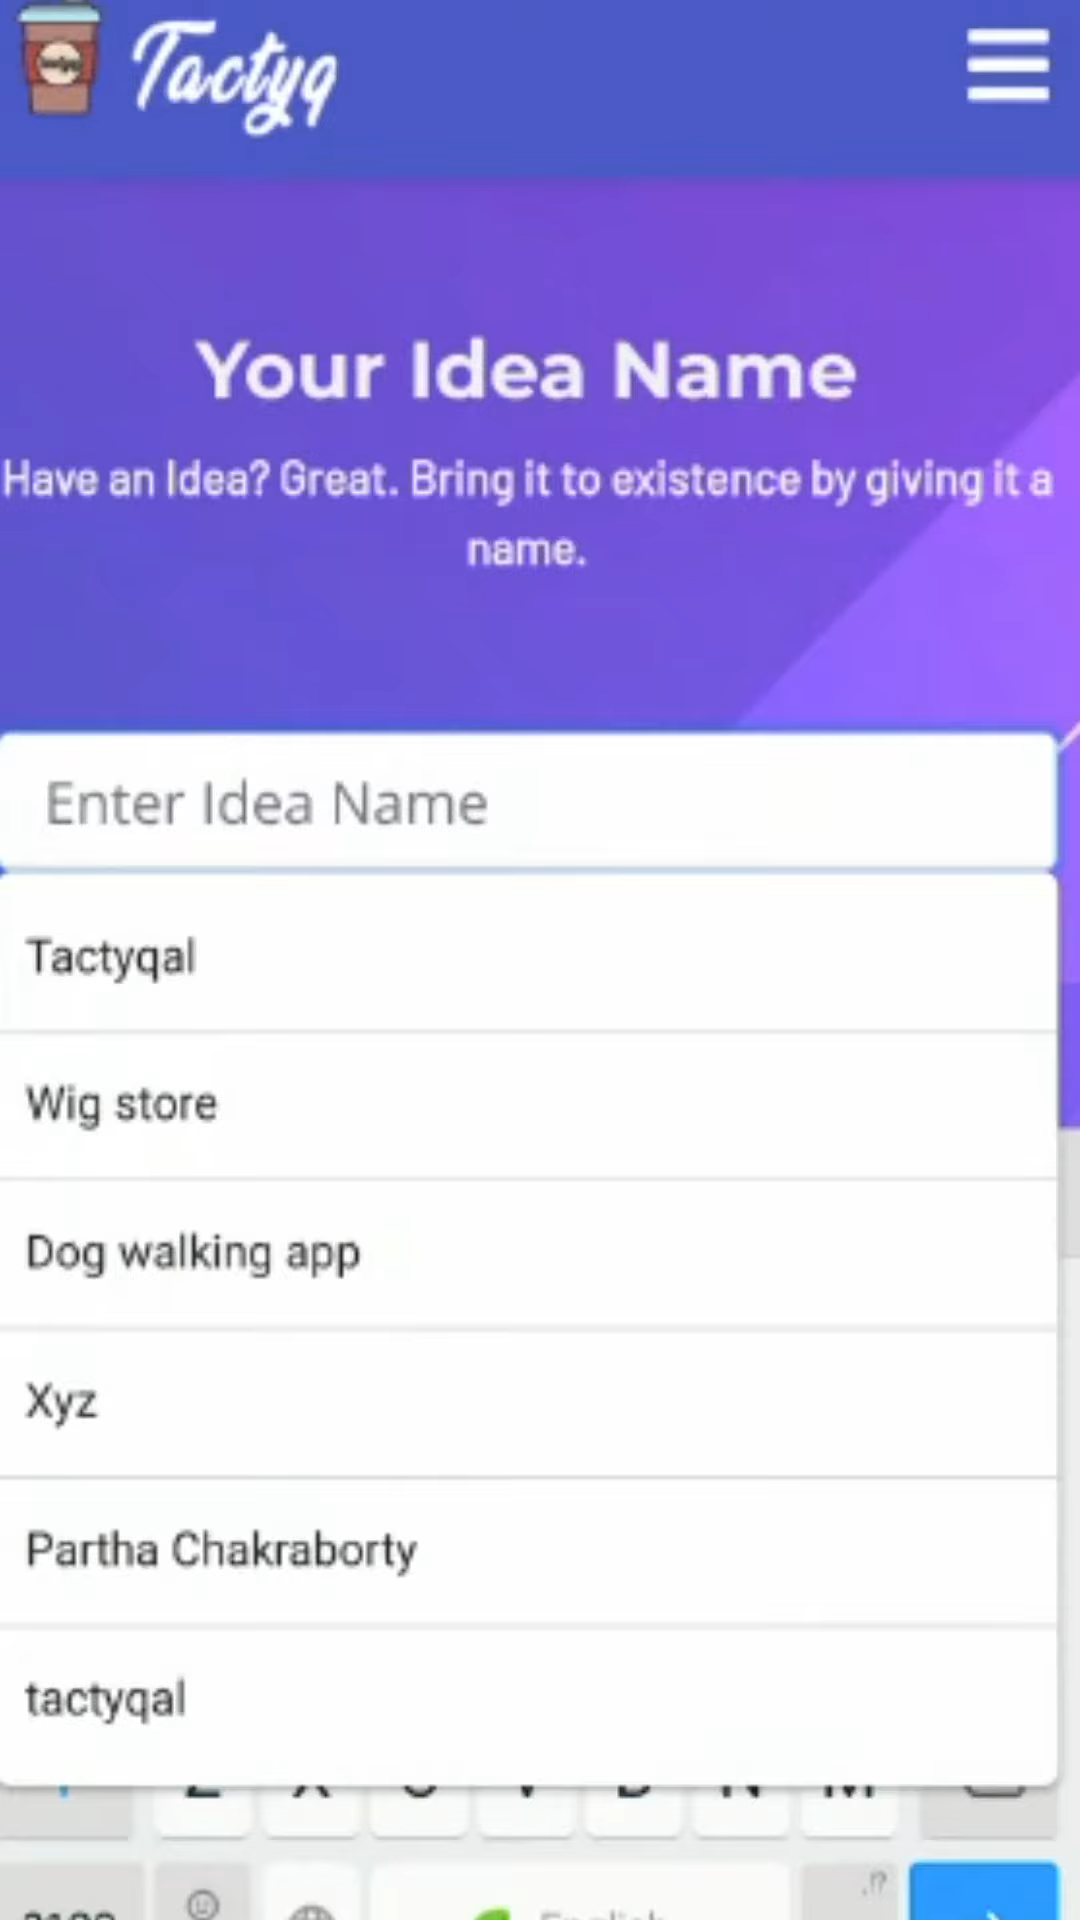 Tactyq
Your Idea Name
Have an Idea? Great. Bring it to existence by giving it a
name.
Enter Idea Name
Tactyqal
Wig store
Dog walking app
Xyz
Partha Chakraborty
tactyqal
Z X C V B N M
,!?
English